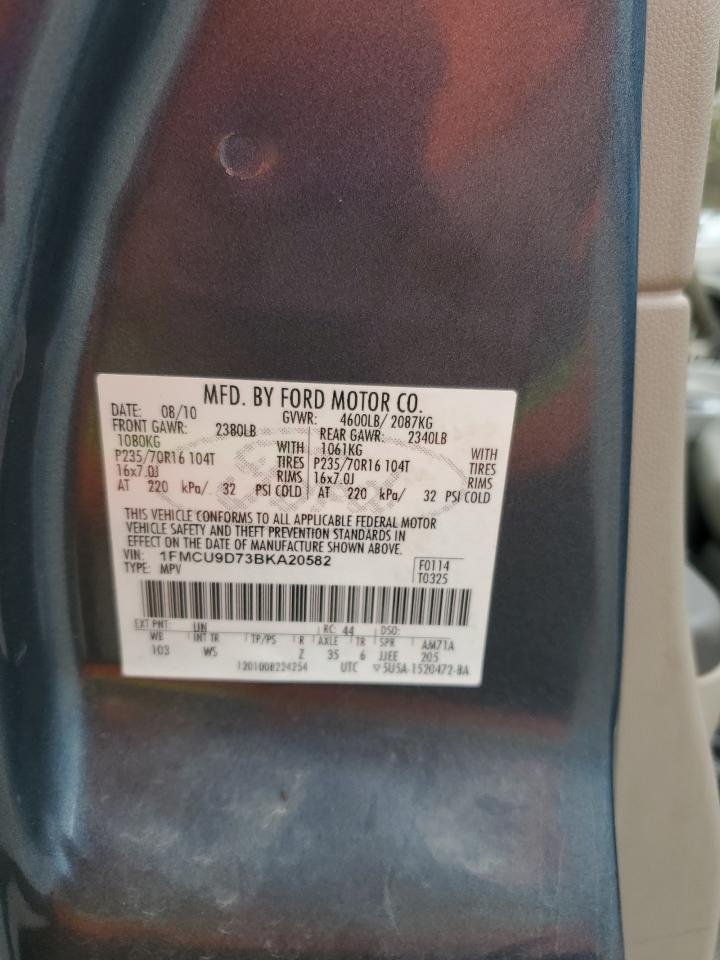 MFD. BY FORD MOTOR CO.
DATE: 08/10 GVWR: 4600LB/ 2087KG
FRONT GAWR: 2380LB REAR GAWR: 2340LB
1080KG WITH 1061KG WITH
P235/70R16 104T TIRES P235/70R16 104T TIRES
16x7.0J RIMS 16x7.0J RIMS
AT 220 kPa/ 32 PSI COLD AT 220 kPa/ 32 PSI COLD
THIS VEHICLE CONFORMS TO ALL APPLICABLE FEDERAL MOTOR
VEHICLE SAFETY AND THEFT PREVENTION STANDARDS IN
EFFECT ON THE DATE OF MANUFACTURE SHOWN ABOVE.
VIN: 1FMCU9D73BKA20582 F0114
TYPE: MPV T0325
EXT PNT: UN RC: 44 DSO:
WB INT TR TP/PS R AXLE TR SPR AM71A
103 WS Z 35 6 JJEE 205
1201008224254 UTC ▽5U5A-1520472-BA